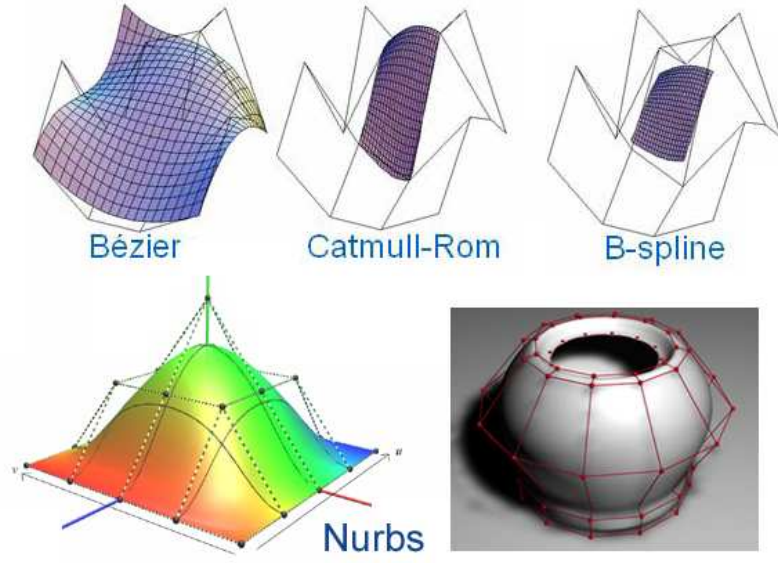 Bézier
Catmull-Rom
B-spline
v
u
Nurbs